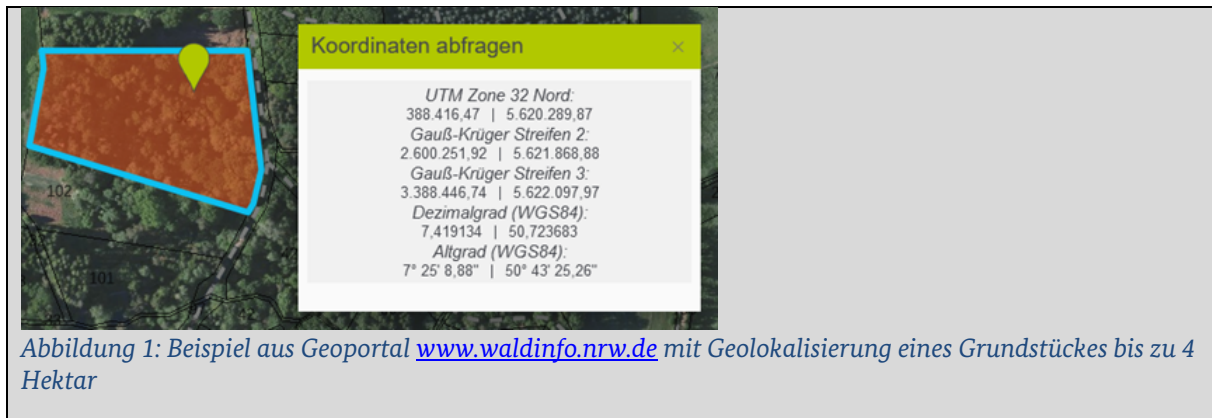 Koordinaten abfragen ×
UTM Zone 32 Nord:
388.416,47 | 5.620.289,87
Gauß-Krüger Streifen 2:
2.600.251,92 | 5.621.868,88
Gauß-Krüger Streifen 3:
3.388.446,74 | 5.622.097,97
Dezimalgrad (WGS84):
7,419134 | 50,723683
Altgrad (WGS84):
7° 25' 8,88" | 50° 43' 25,26"
102
101
Abbildung 1: Beispiel aus Geoportal www.waldinfo.nrw.de mit Geolokalisierung eines Grundstückes bis zu 4
Hektar